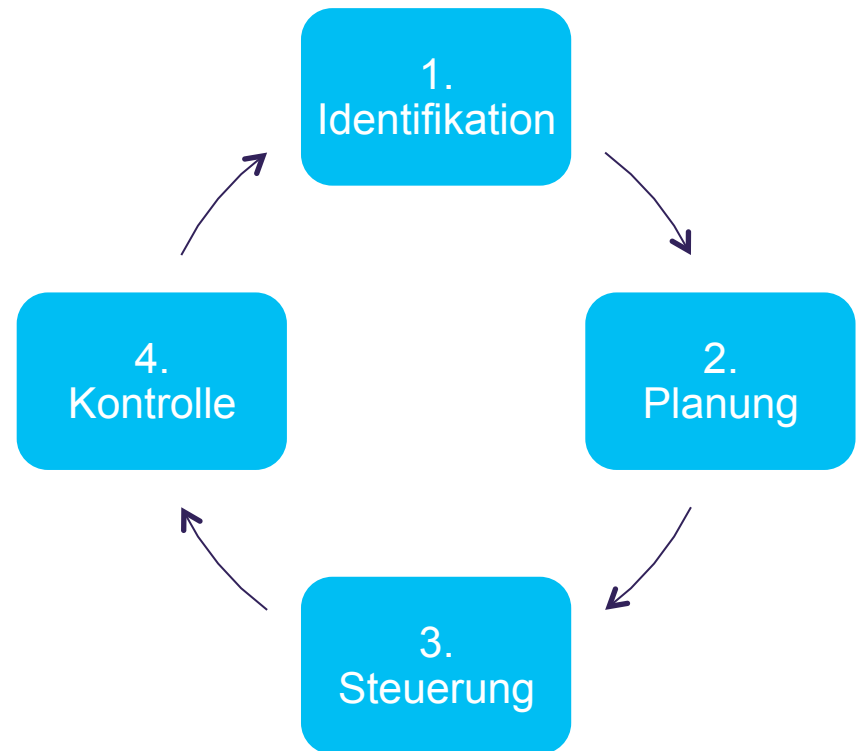 1.
Identifikation
2.
Planung
3.
Steuerung
4.
Kontrolle